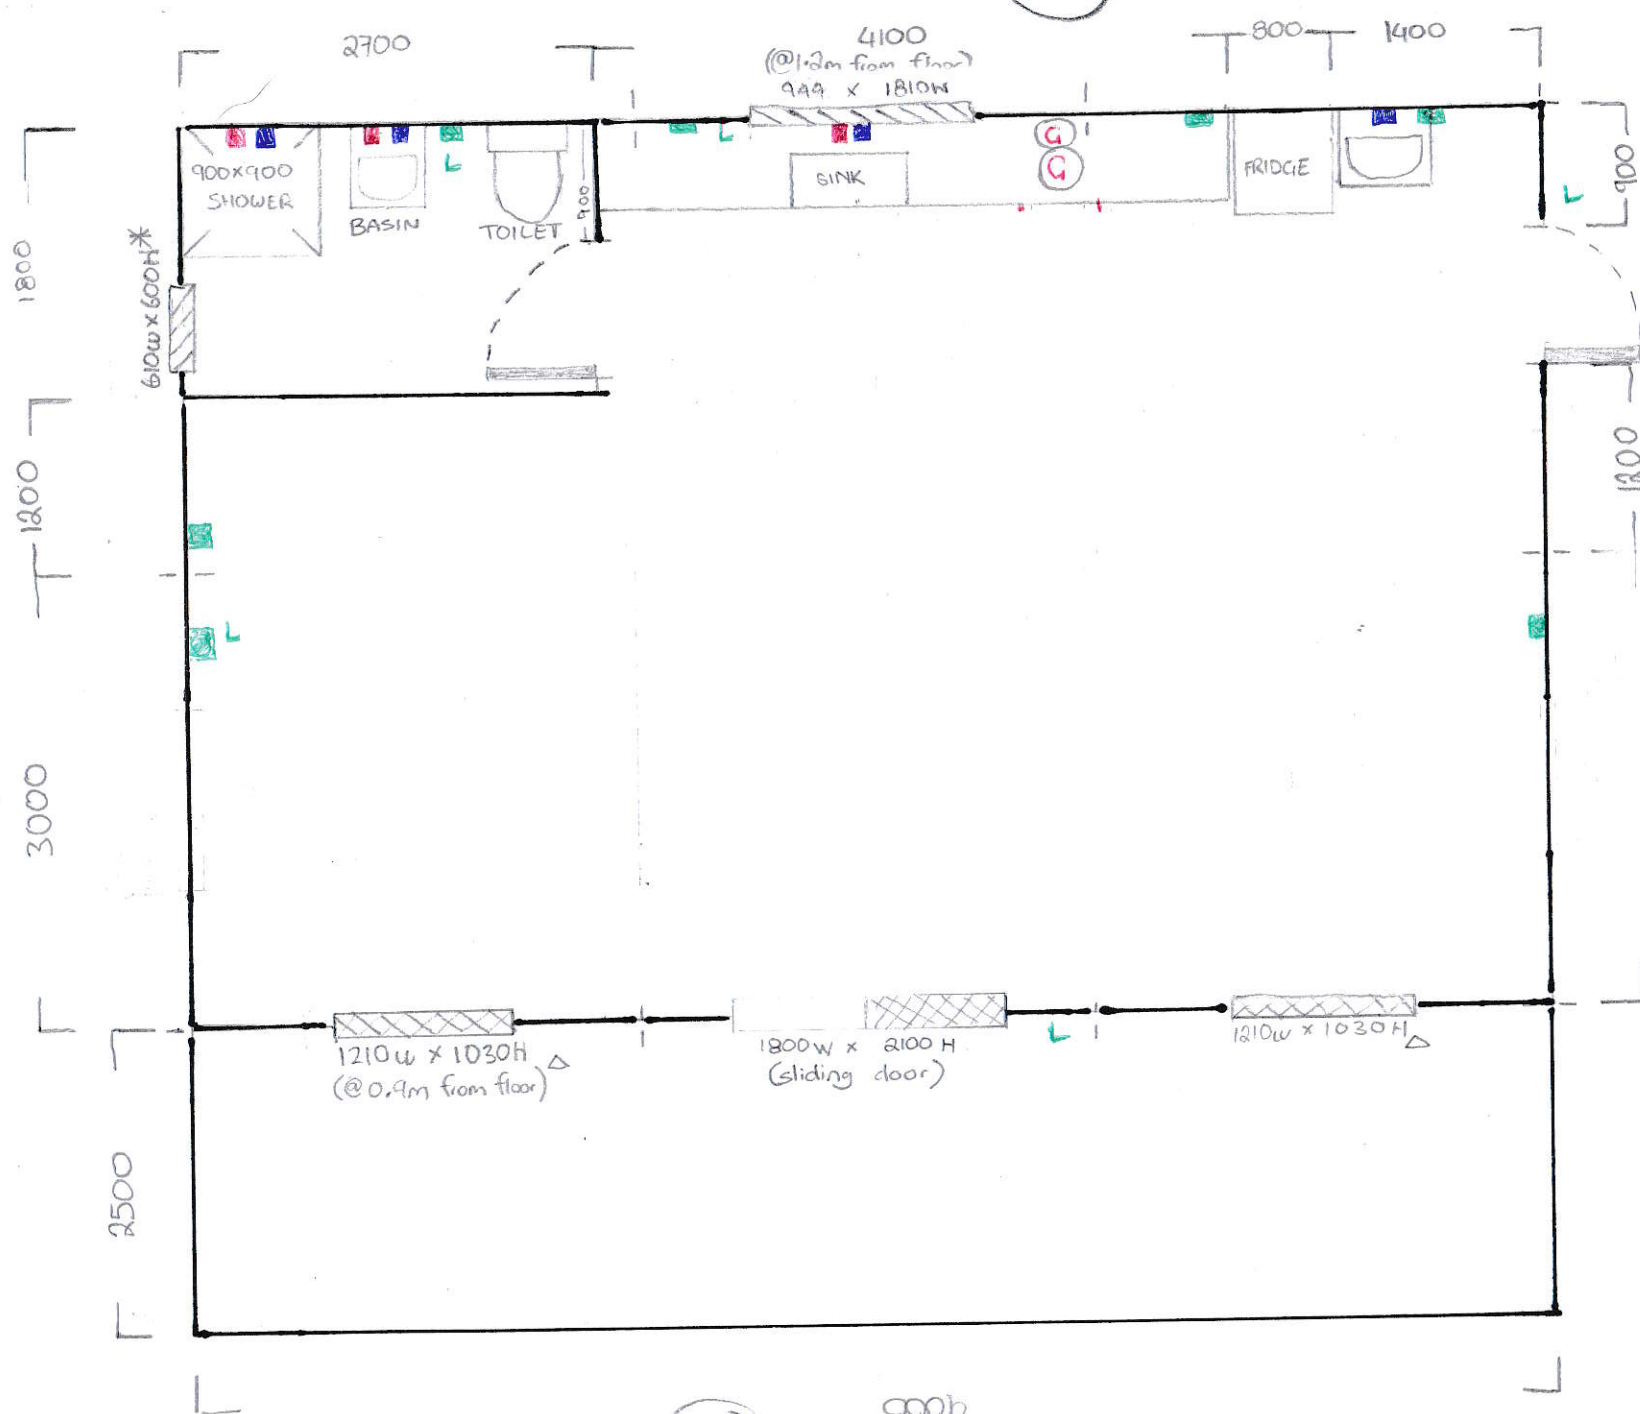 2700
4100
(@1.2m from floor)
949 x 1810W
800
1400
900x900
SHOWER
BASIN
TOILET
900
SINK
G
G
FRIDGE
900
L
L
L
1800
610W x 600H*
1200
1200
L
3000
1210W x 1030H △
(@0.9m from floor)
1800W x 2100H
(sliding door)
L
1210W x 1030H △
2500